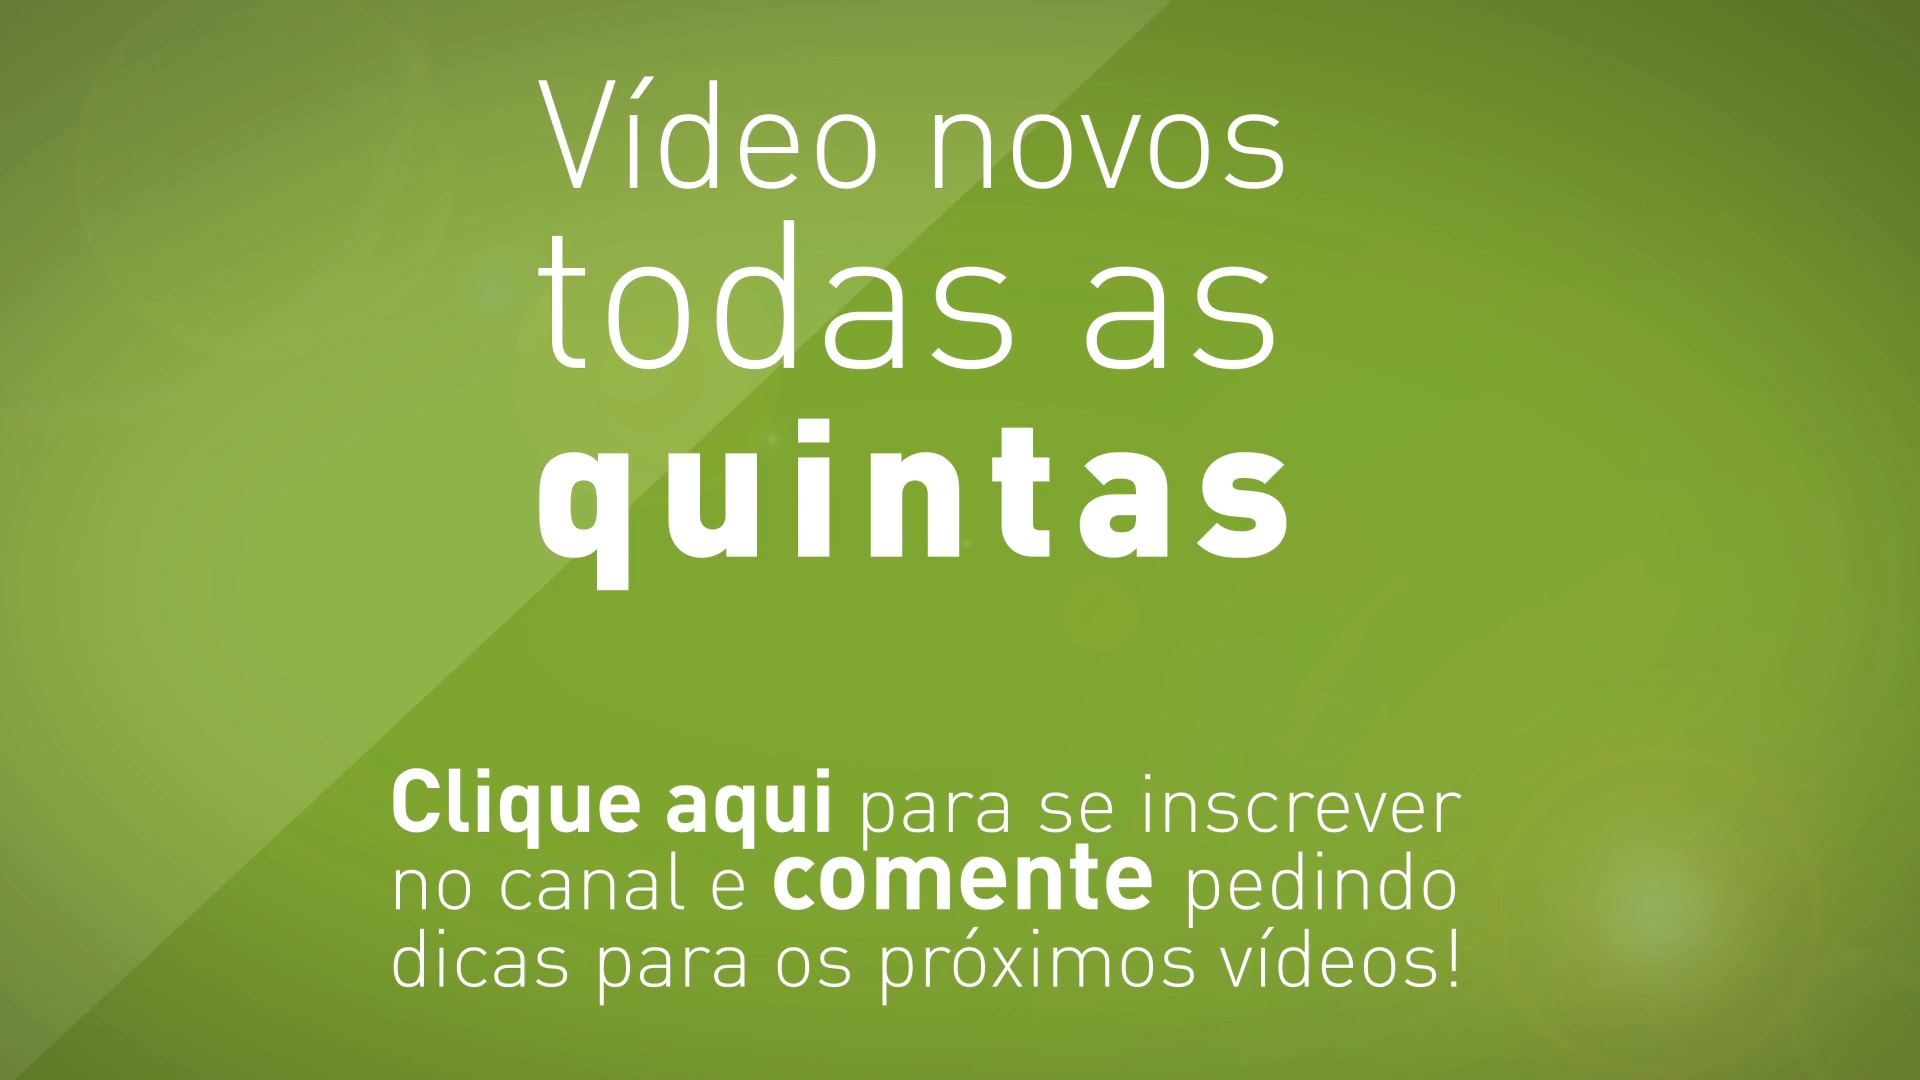 Vídeo novos
todas as
quintas
Clique aqui para se inscrever
no canal e comente pedindo
dicas para os próximos vídeos!